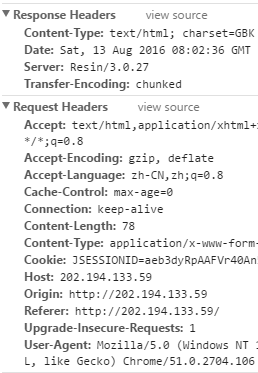 Response Headers view source
Content-Type: text/html; charset=GBK
Date: Sat, 13 Aug 2016 08:02:36 GMT
Server: Resin/3.0.27
Transfer-Encoding: chunked
Request Headers view source
Accept: text/html,application/xhtml+x
*/*;q=0.8
Accept-Encoding: gzip, deflate
Accept-Language: zh-CN,zh;q=0.8
Cache-Control: max-age=0
Connection: keep-alive
Content-Length: 78
Content-Type: application/x-www-form-
Cookie: JSESSIONID=aeb3dyRpAAFVr40An
Host: 202.194.133.59
Origin: http://202.194.133.59
Referer: http://202.194.133.59/
Upgrade-Insecure-Requests: 1
User-Agent: Mozilla/5.0 (Windows NT 1
L, like Gecko) Chrome/51.0.2704.106